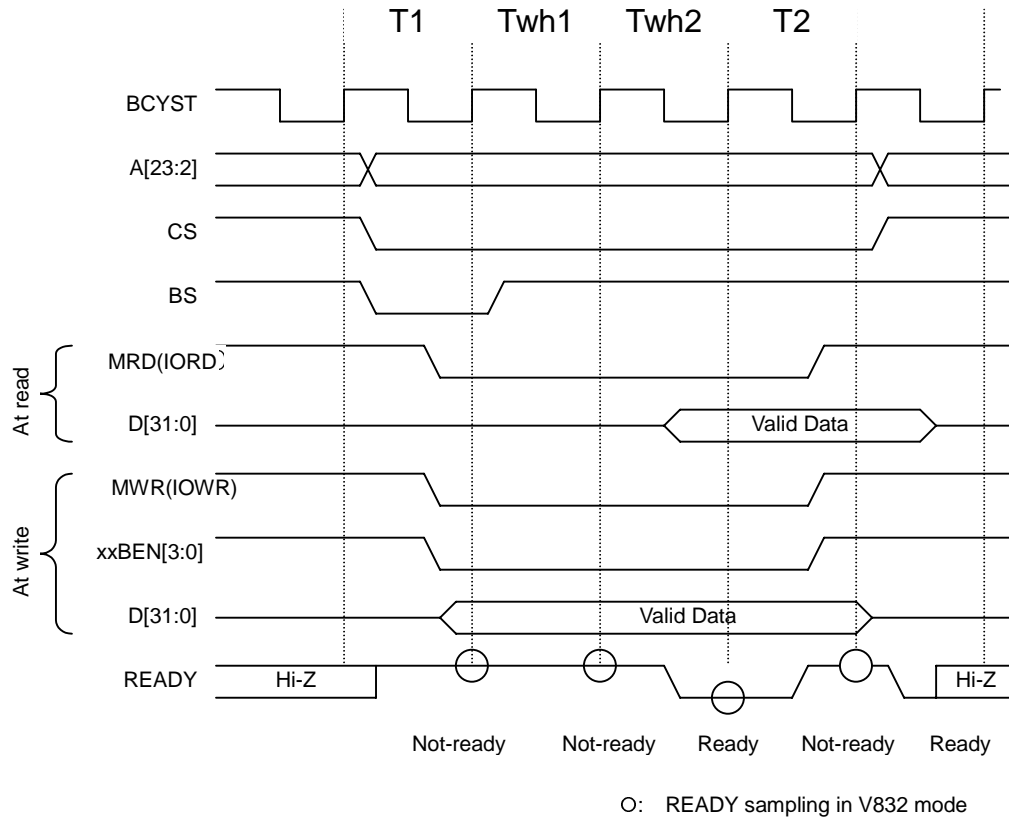 T1 Twh1 Twh2 T2
BCYST
A[23:2]
CS
BS
At read
MRD(IORD)
D[31:0] Valid Data
At write
MWR(IOWR)
xxBEN[3:0]
D[31:0] Valid Data
READY Hi-Z Hi-Z
Not-ready Not-ready Ready Not-ready Ready
O: READY sampling in V832 mode